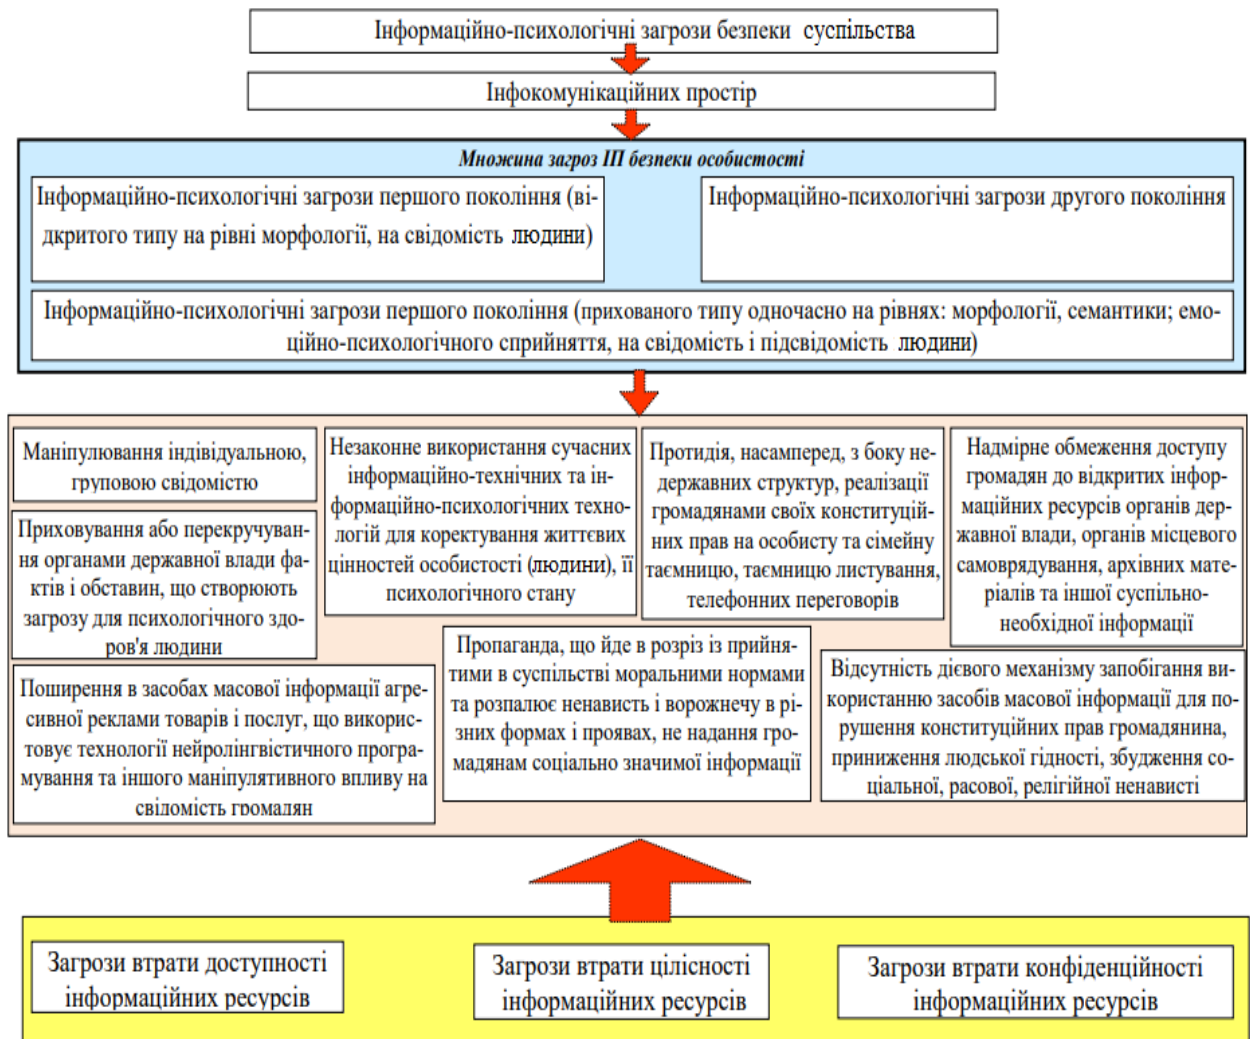 Інформаційно-психологічні загрози безпеки суспільства
Інфокомунікаційних простір
Множина загроз ІП безпеки особистості
Інформаційно-психологічні загрози першого покоління (ві-
дкритого типу на рівні морфології, на свідомість людини)
Інформаційно-психологічні загрози другого покоління
Інформаційно-психологічні загрози першого покоління (прихованого типу одночасно на рівнях: морфології, семантики; емо-
ційно-психологічного сприйняття, на свідомість і підсвідомість людини)
Маніпулювання індівідуальною,
груповою свідомістю
Приховування або перекручуван-
ня органами державної влади фа-
ктів і обставин, що створюють
загрозу для психологічного здо-
ров'я людини
Незаконне використання сучасних
інформаційно-технічних та ін-
формаційно-психологічних техно-
логій для коректування життєвих
цінностей особистості (людини), її
психологічного стану
Протидія, насамперед, з боку не-
державних структур, реалізації
громадянами своїх конституцій-
них прав на особисту та сімейну
таємницю, таємницю листування,
телефонних переговорів
Надмірне обмеження доступу
громадян до відкритих інфор-
маційних ресурсів органів дер-
жавної влади, органів місцевого
самоврядування, архівних мате-
ріалів та іншої суспільно-
необхідної інформації
Поширення в засобах масової інформації агре-
сивної реклами товарів і послуг, що викорис-
товує технології нейролінгвістичного програ-
мування та іншого маніпулятивного впливу на
свідомість громадян
Пропаганда, що йде в розріз із прийня-
тими в суспільстві моральними нормами
та розпалює ненависть і ворожнечу в рі-
зних формах і проявах, не надання гро-
мадянам соціально значимої інформації
Відсутність дієвого механізму запобігання ви-
користанню засобів масової інформації для по-
рушення конституційних прав громадянина,
приниження людської гідності, збудження со-
ціальної, расової, релігійної ненависті
Загрози втрати доступності
інформаційних ресурсів
Загрози втрати цілісності
інформаційних ресурсів
Загрози втрати конфіденційності
інформаційних ресурсів